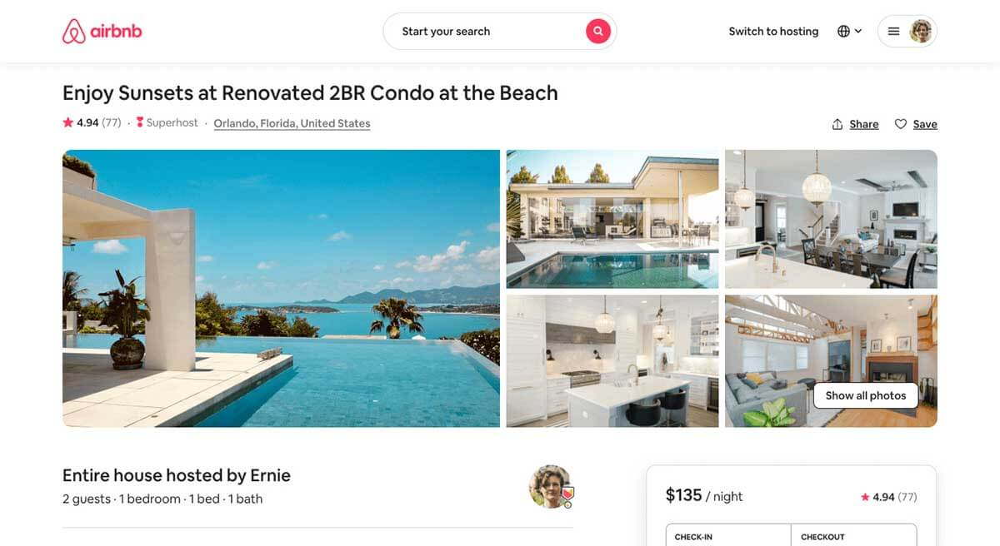 airbnb
Start your search
Switch to hosting
Enjoy Sunsets at Renovated 2BR Condo at the Beach
4.94 (77) · Superhost · Orlando, Florida, United States
Share
Save
Show all photos
Entire house hosted by Ernie
2 guests · 1 bedroom · 1 bed · 1 bath
$135 / night
4.94 (77)
CHECK-IN
CHECKOUT